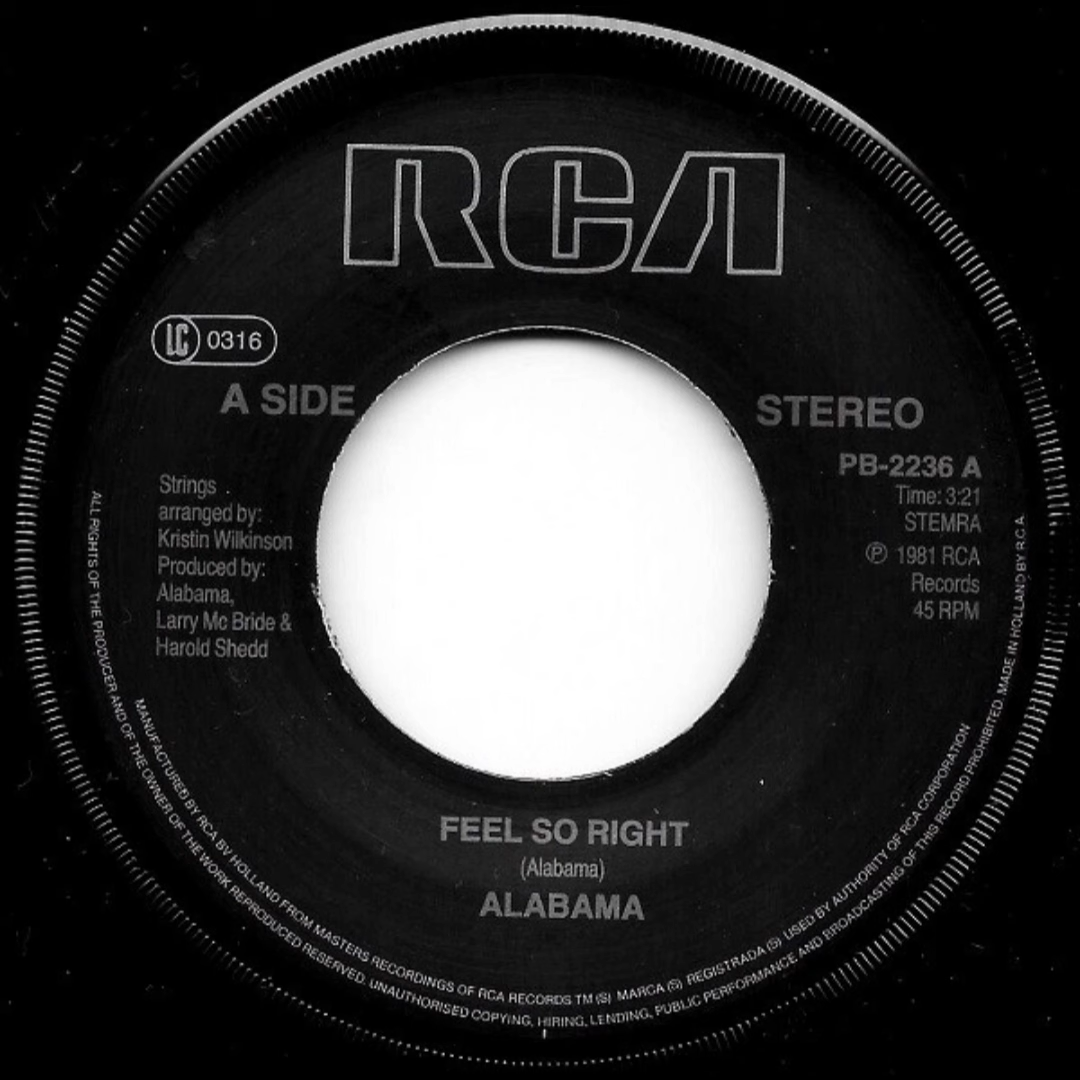 RCA
LC 0316
A SIDE
STEREO
PB-2236 A
Time: 3:21
STEMRA
℗ 1981 RCA
Records
45 RPM
Strings
arranged by:
Kristin Wilkinson
Produced by:
Alabama,
Larry Mc Bride &
Harold Shedd
FEEL SO RIGHT
(Alabama)
ALABAMA
MANUFACTURED BY RCA BV HOLLAND FROM MASTERS RECORDINGS OF RCA RECORDS TM (S) MARCA (S) REGISTRADA (S) USED BY AUTHORITY OF RCA CORPORATION
ALL RIGHTS OF THE PRODUCER AND OF THE OWNER OF THE WORK REPRODUCED RESERVED. UNAUTHORISED COPYING, HIRING, LENDING, PUBLIC PERFORMANCE AND BROADCASTING OF THIS RECORD PROHIBITED. MADE IN HOLLAND BY R.C.A.